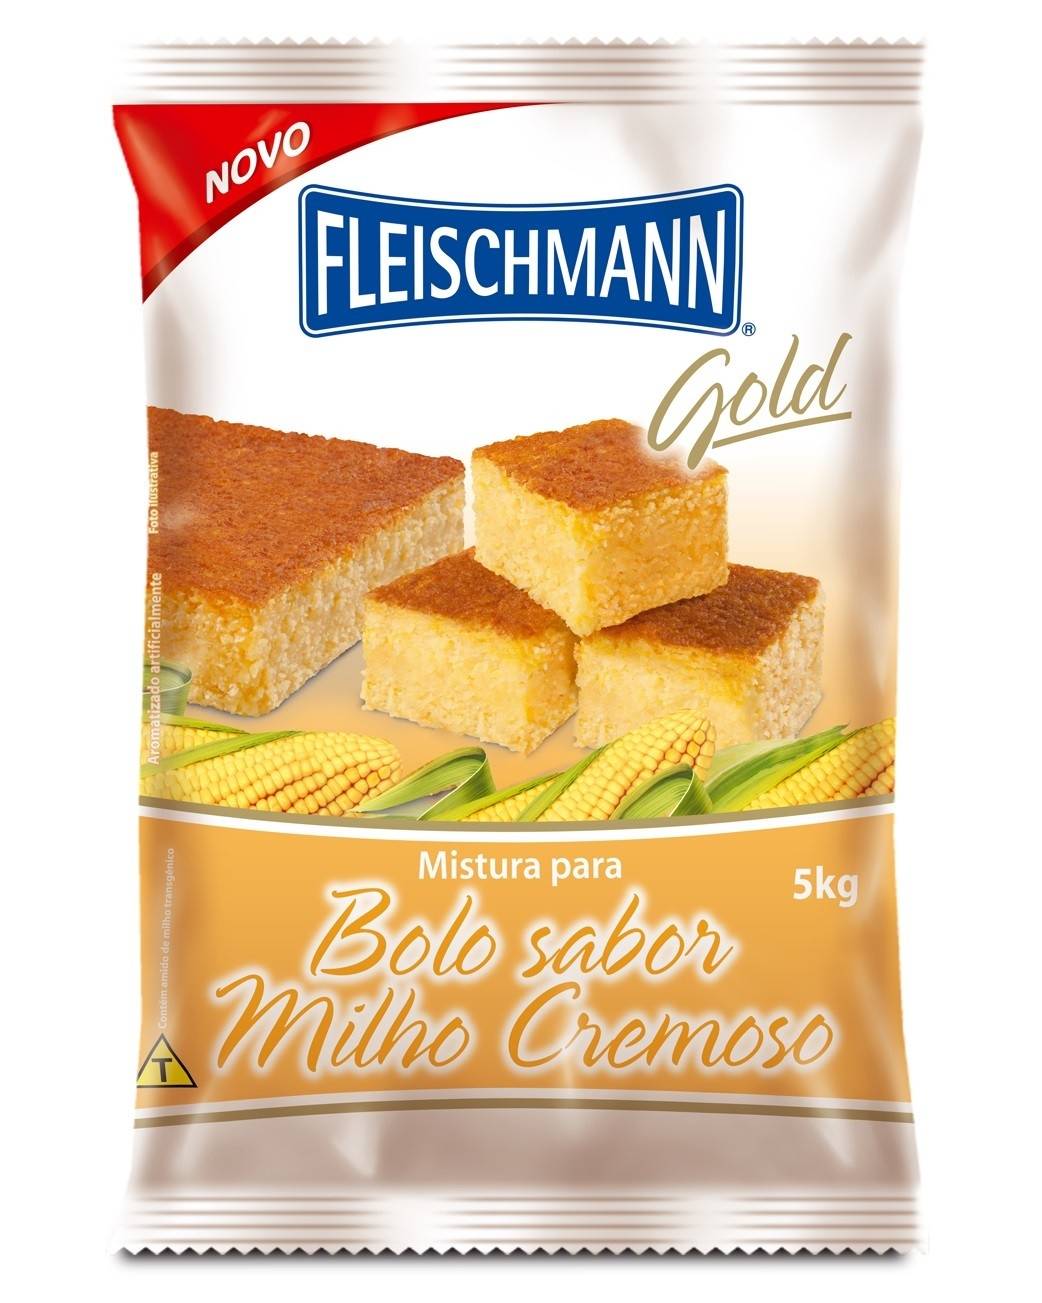 NOVO
FLEISCHMANN
®
Gold
Foto Ilustrativa
Aromatizado artificialmente
Mistura para
5kg
Bolo sabor
Milho Cremoso
Contém amido de milho transgênico
T